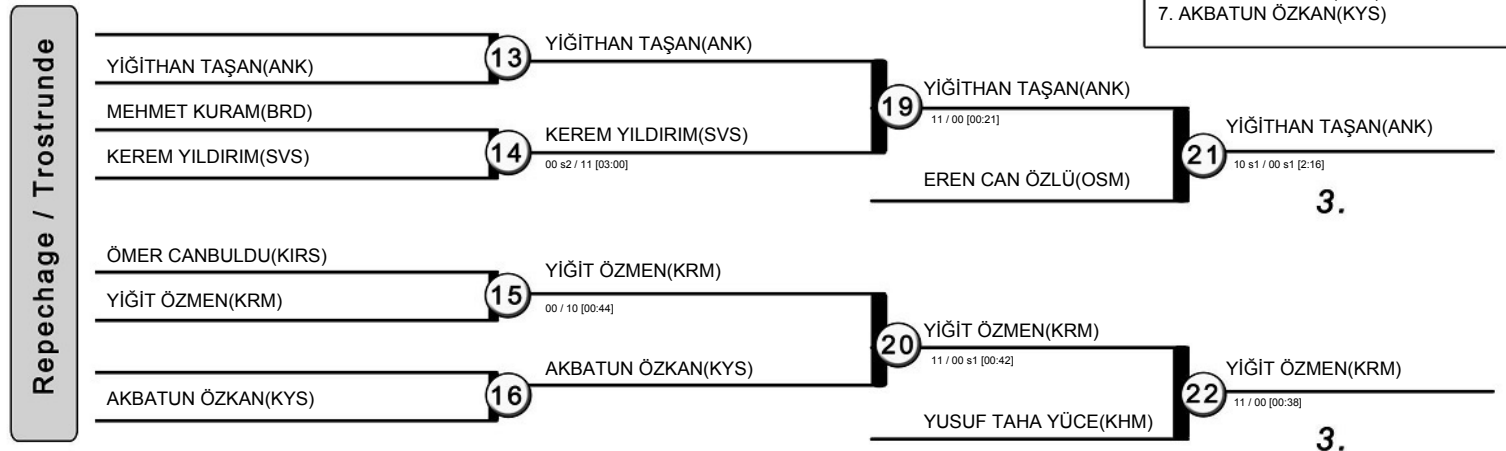 7. AKBATUN ÖZKAN(KYS)
Repechage / Trostrunde
YİĞİTHAN TAŞAN(ANK)
MEHMET KURAM(BRD)
KEREM YILDIRIM(SVS)
ÖMER CANBULDU(KIRS)
YİĞİT ÖZMEN(KRM)
AKBATUN ÖZKAN(KYS)
13
14
15
16
YİĞİTHAN TAŞAN(ANK)
KEREM YILDIRIM(SVS)
00 s2 / 11 [03:00]
YİĞİT ÖZMEN(KRM)
00 / 10 [00:44]
AKBATUN ÖZKAN(KYS)
19
20
YİĞİTHAN TAŞAN(ANK)
11 / 00 [00:21]
EREN CAN ÖZLÜ(OSM)
YİĞİT ÖZMEN(KRM)
11 / 00 s1 [00:42]
YUSUF TAHA YÜCE(KHM)
21
22
YİĞİTHAN TAŞAN(ANK)
10 s1 / 00 s1 [2:16]
3.
YİĞİT ÖZMEN(KRM)
11 / 00 [00:38]
3.